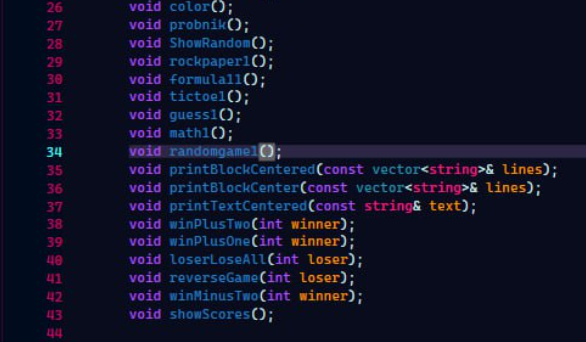 26 void color();
27 void probnik();
28 void ShowRandom();
29 void rockpaper1();
30 void formula11();
31 void tictoe1();
32 void guess1();
33 void math1();
34 void randomgame1();
35 void printBlockCentered(const vector<string>& lines);
36 void printBlockCenter(const vector<string>& lines);
37 void printTextCentered(const string& text);
38 void winPlusTwo(int winner);
39 void winPlusOne(int winner);
40 void loserLoseAll(int loser);
41 void reverseGame(int loser);
42 void winMinusTwo(int winner);
43 void showScores();
44